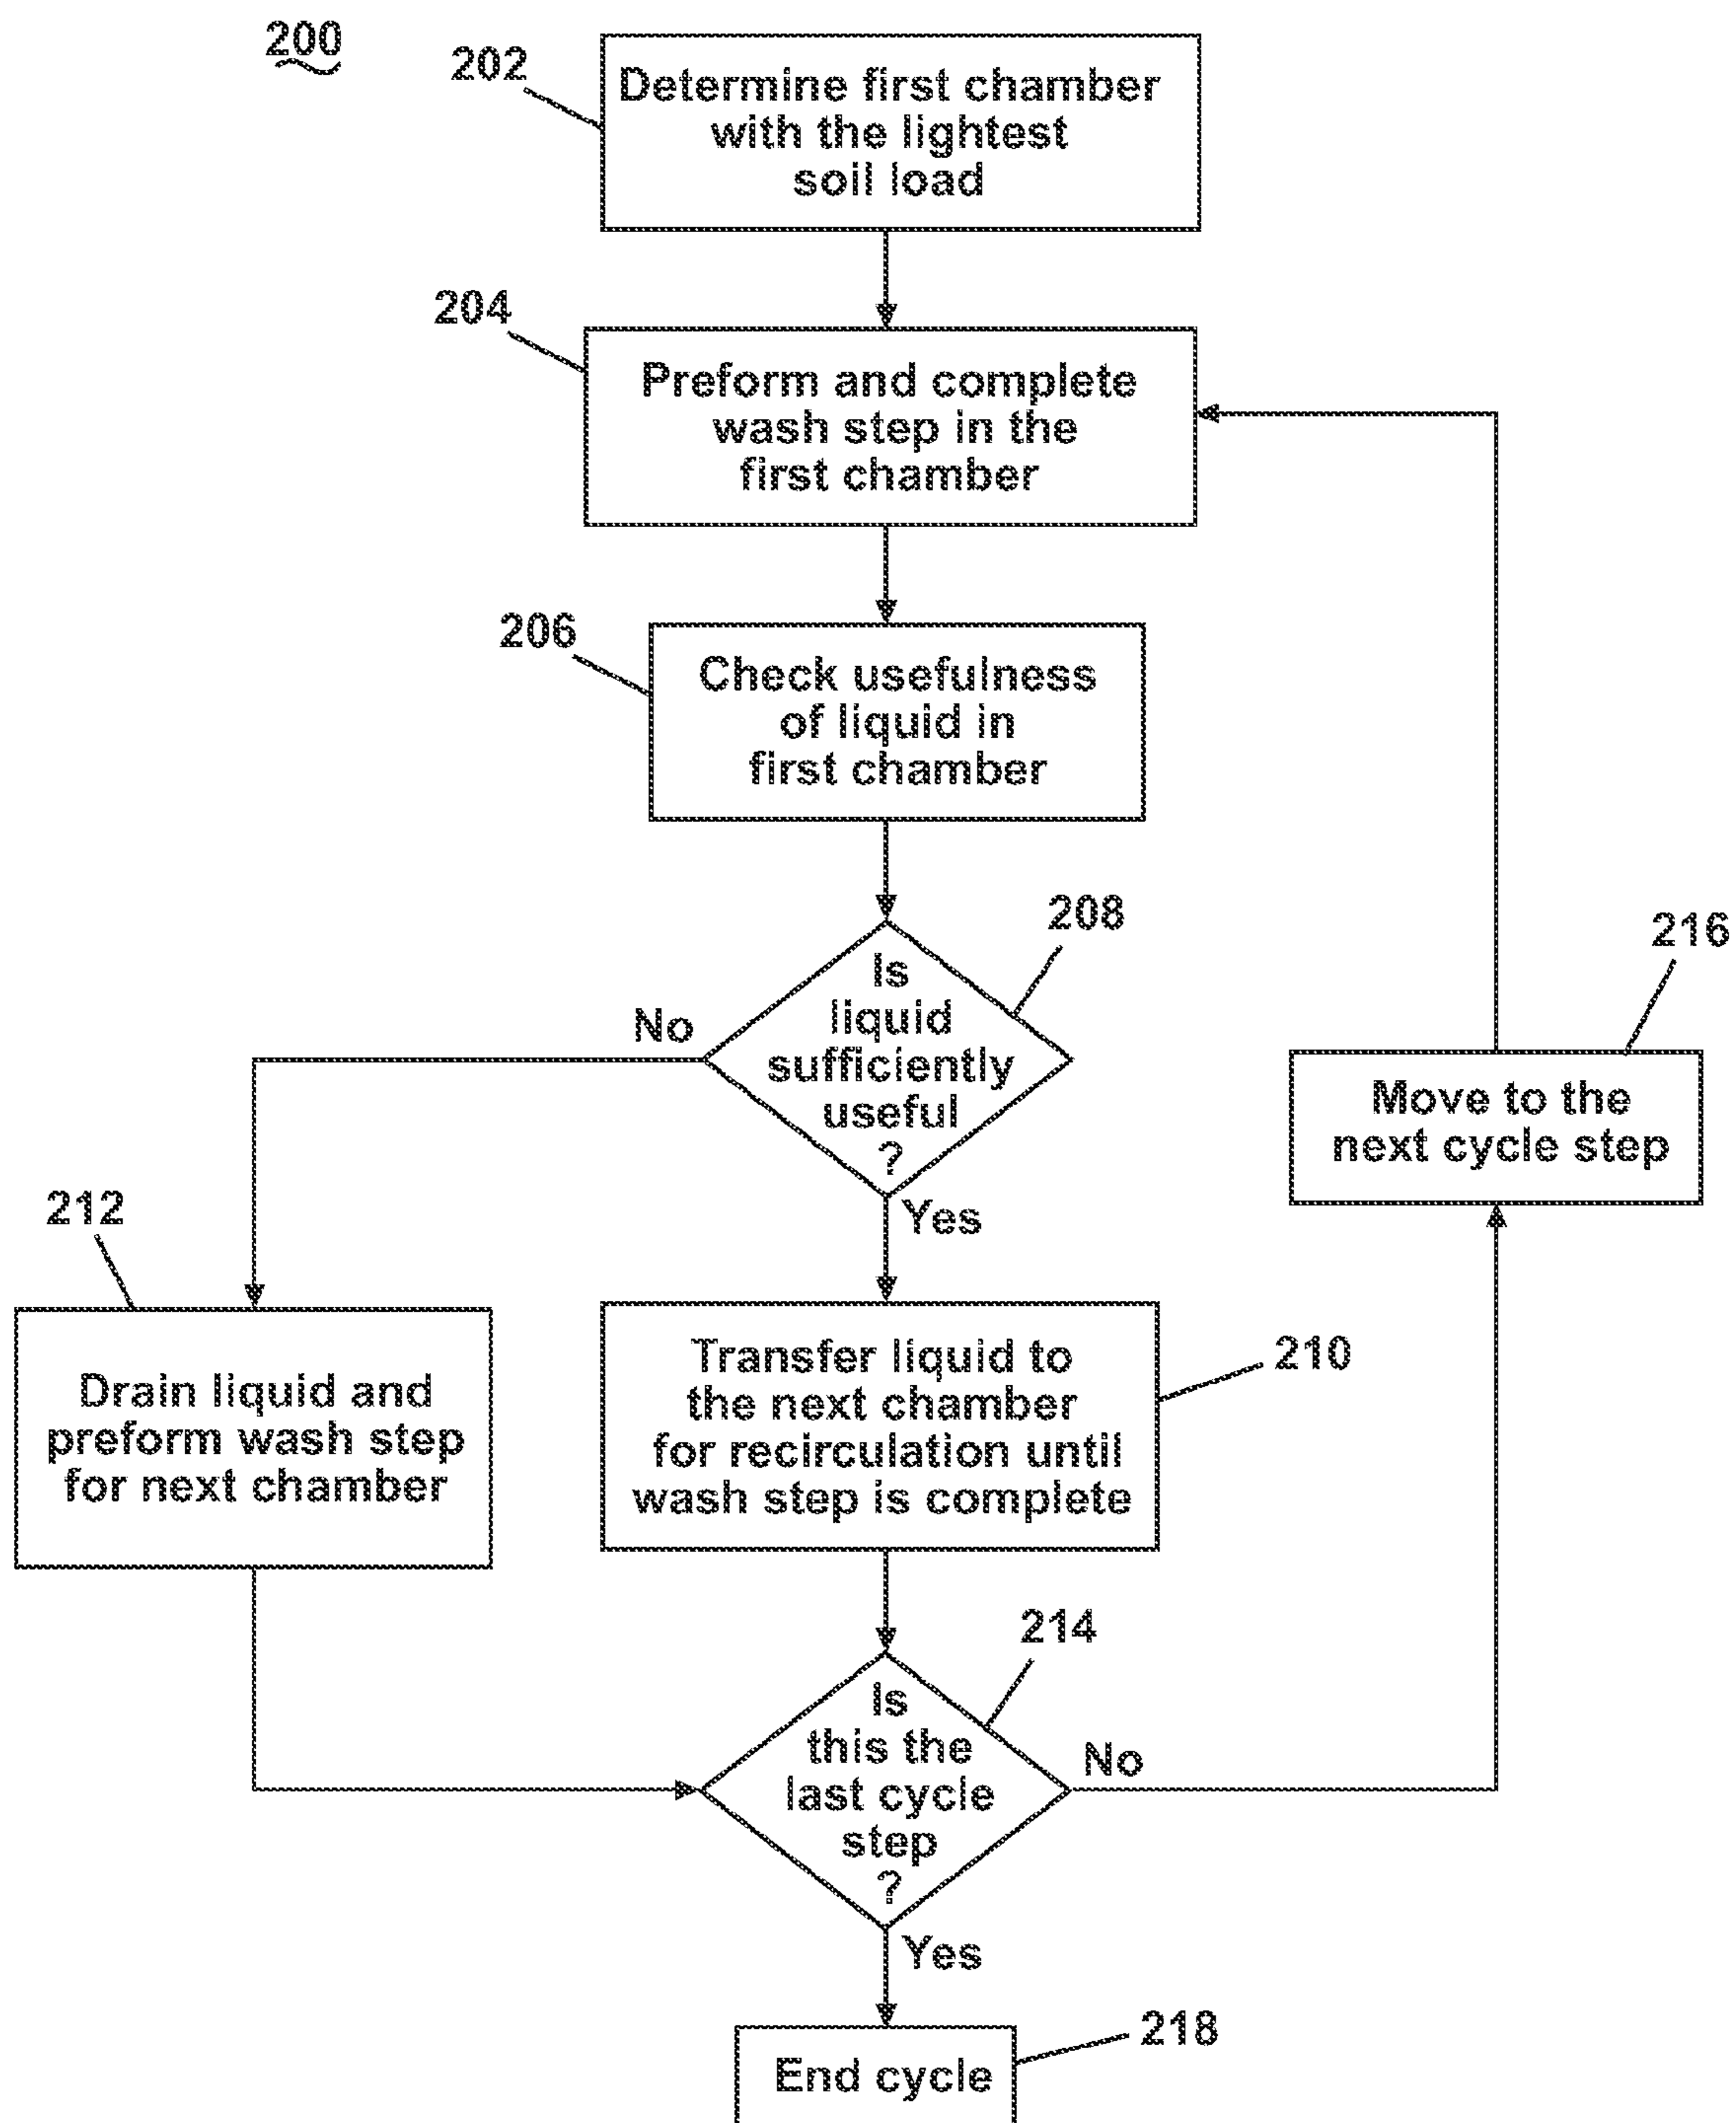 200
202
Determine first chamber
with the lightest
soil load
204
Preform and complete
wash step in the
first chamber
206
Check usefulness
of liquid in
first chamber
208
Is
liquid
sufficiently
useful
?
No
Yes
216
Move to the
next cycle step
212
Drain liquid and
preform wash step
for next chamber
210
Transfer liquid to
the next chamber
for recirculation until
wash step is complete
214
Is
this the
last cycle
step
?
No
Yes
218
End cycle